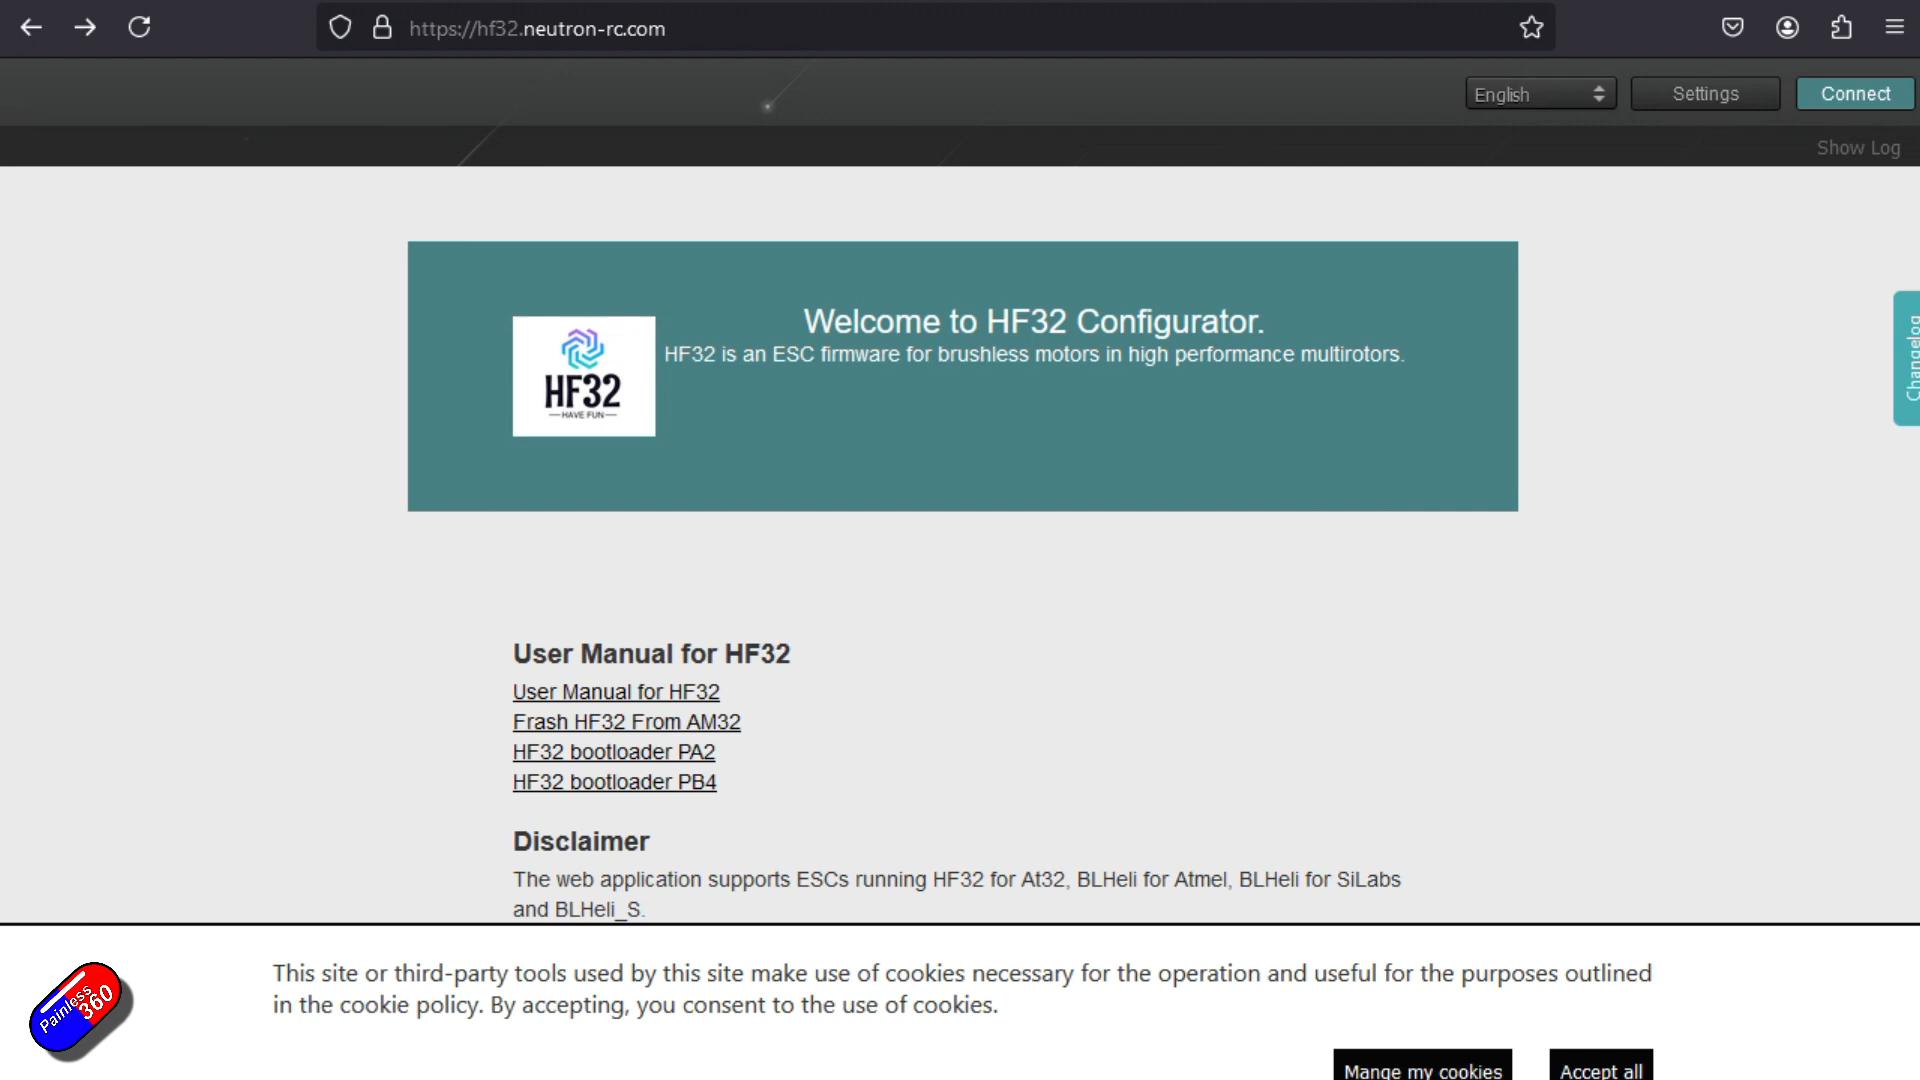 https://hf32.neutron-rc.com
English
Settings
Connect
Show Log
Changelog
HF32
HAVE FUN
Welcome to HF32 Configurator.
HF32 is an ESC firmware for brushless motors in high performance multirotors.
User Manual for HF32
User Manual for HF32
Frash HF32 From AM32
HF32 bootloader PA2
HF32 bootloader PB4
Disclaimer
The web application supports ESCs running HF32 for At32, BLHeli for Atmel, BLHeli for SiLabs
and BLHeli_S.
This site or third-party tools used by this site make use of cookies necessary for the operation and useful for the purposes outlined
in the cookie policy. By accepting, you consent to the use of cookies.
Mange my cookies
Accept all
Painless
360